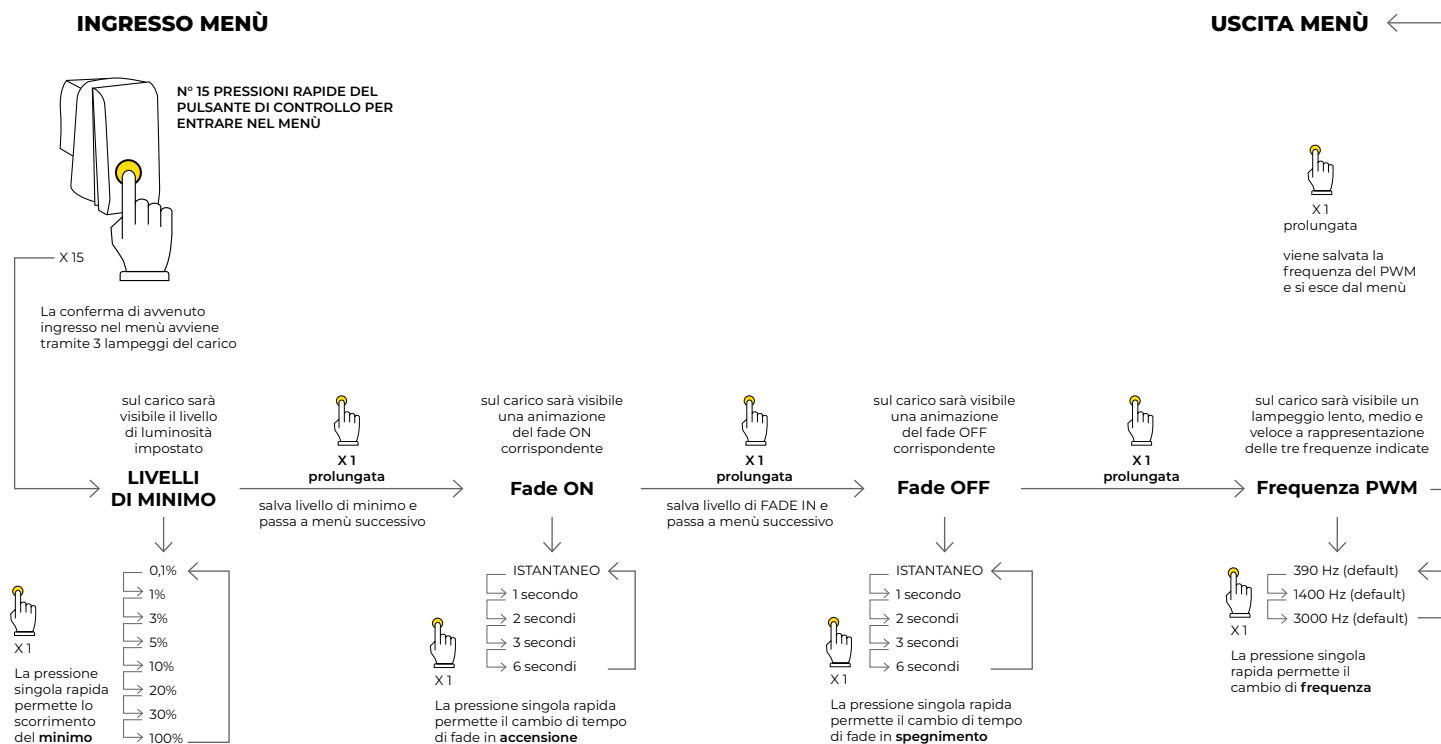 INGRESSO MENÙ
USCITA MENÙ
N° 15 PRESSIONI RAPIDE DEL
PULSANTE DI CONTROLLO PER
ENTRARE NEL MENÙ
X 15
La conferma di avvenuto
ingresso nel menù avviene
tramite 3 lampeggi del carico
X 1
prolungata
viene salvata la
frequenza del PWM
e si esce dal menù
sul carico sarà
visibile il livello
di luminosità
impostato
LIVELLI
DI MINIMO
X 1
prolungata
salva livello di minimo e
passa a menù successivo
sul carico sarà visibile
una animazione
del fade ON
corrispondente
Fade ON
X 1
prolungata
salva livello di FADE IN e
passa a menù successivo
sul carico sarà visibile
una animazione
del fade OFF
corrispondente
Fade OFF
X 1
prolungata
sul carico sarà visibile un
lampeggio lento, medio e
veloce a rappresentazione
delle tre frequenze indicate
Frequenza PWM
0,1%
1%
3%
5%
10%
20%
30%
100%
X 1
La pressione
singola rapida
permette lo
scorrimento
del minimo
ISTANTANEO
1 secondo
2 secondi
3 secondi
6 secondi
X 1
La pressione singola rapida
permette il cambio di tempo
di fade in accensione
ISTANTANEO
1 secondo
2 secondi
3 secondi
6 secondi
X 1
La pressione singola rapida
permette il cambio di tempo
di fade in spegnimento
390 Hz (default)
1400 Hz (default)
3000 Hz (default)
X 1
La pressione singola
rapida permette il
cambio di frequenza